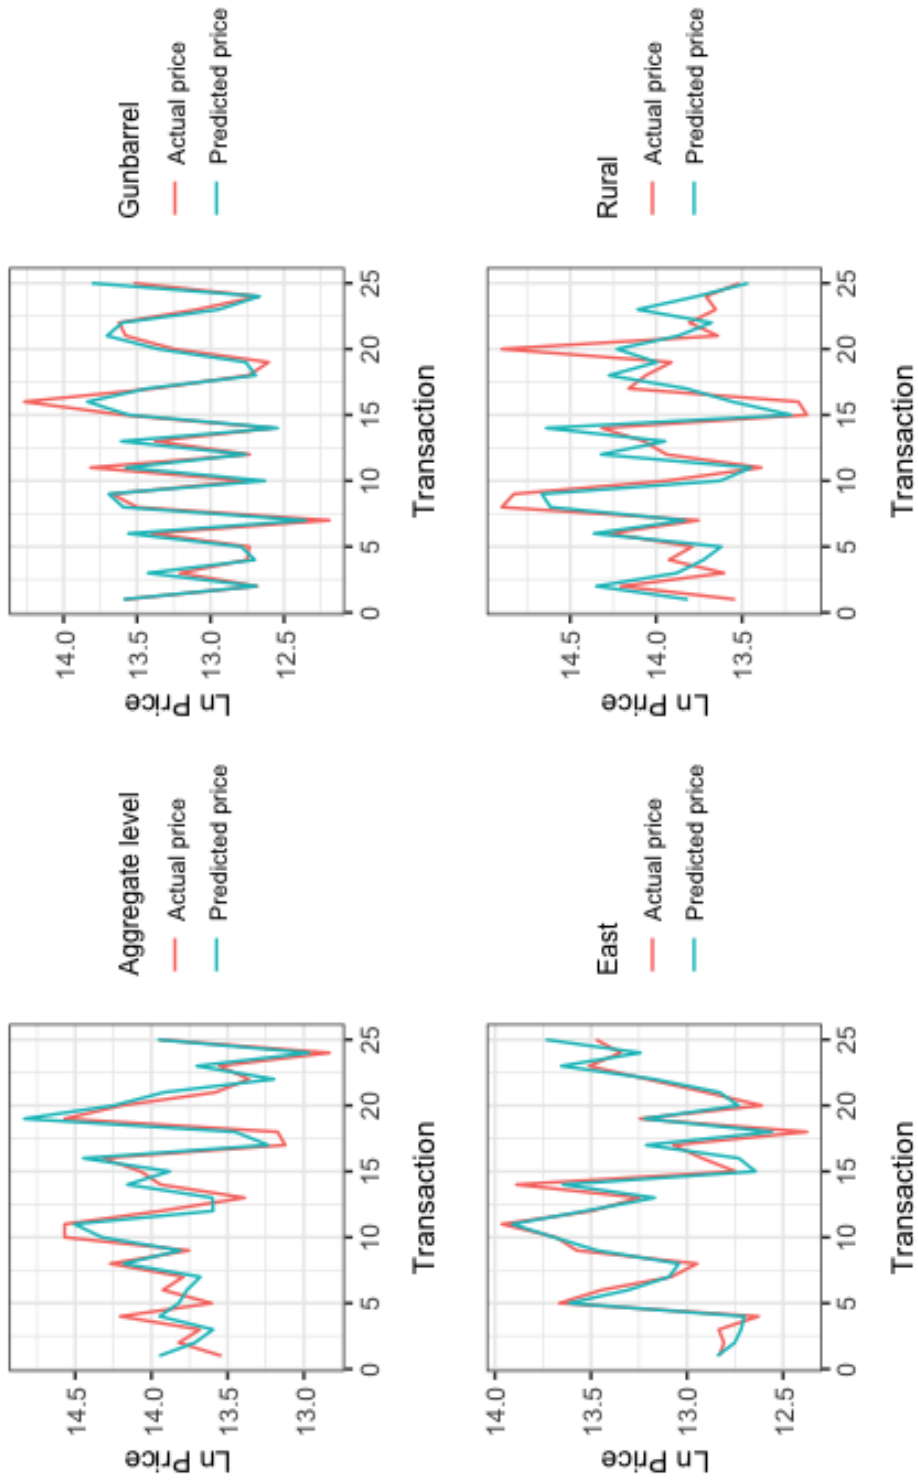 Aggregate level
Actual price
Predicted price
Ln Price
14.5
14.0
13.5
13.0
0
5
10
15
20
25
Transaction
Gunbarrel
Actual price
Predicted price
Ln Price
14.0
13.5
13.0
12.5
0
5
10
15
20
25
Transaction
East
Actual price
Predicted price
Ln Price
14.0
13.5
13.0
12.5
0
5
10
15
20
25
Transaction
Rural
Actual price
Predicted price
Ln Price
14.5
14.0
13.5
0
5
10
15
20
25
Transaction